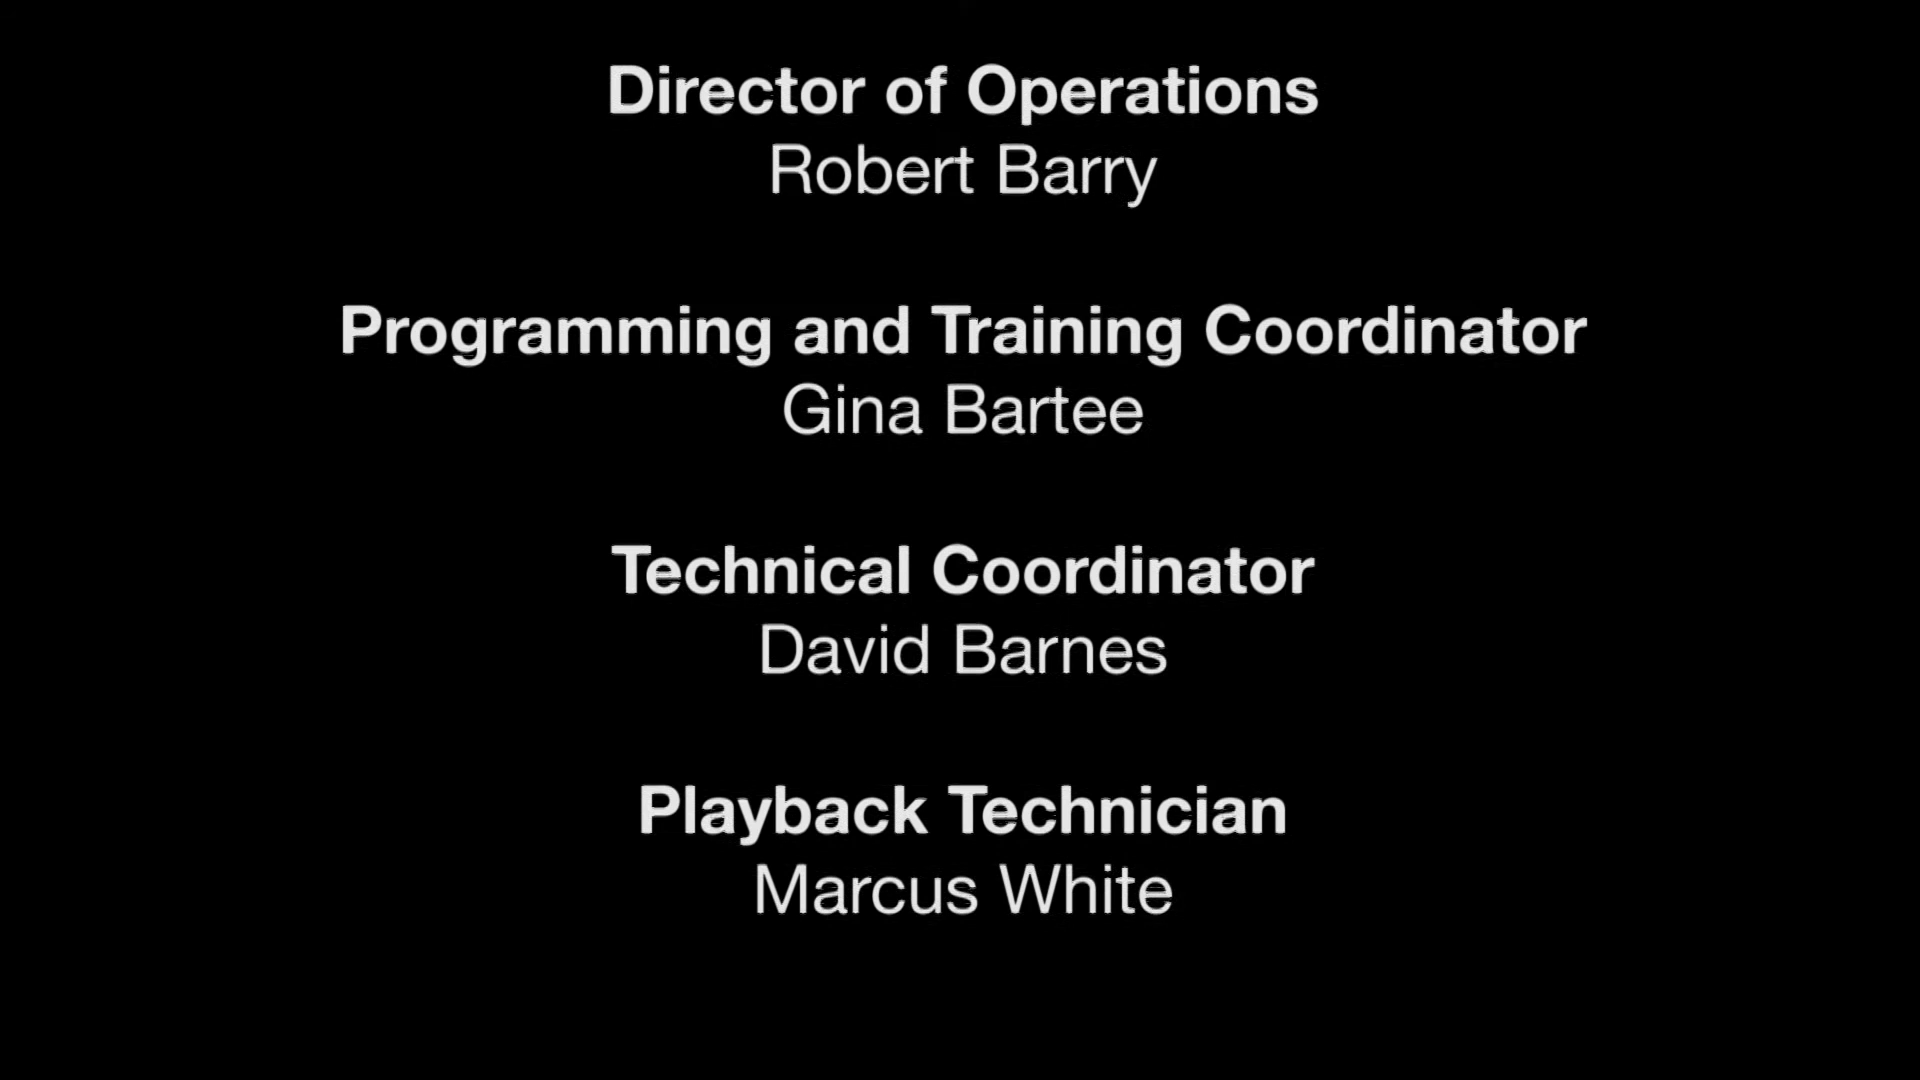 Director of Operations
Robert Barry
Programming and Training Coordinator
Gina Bartee
Technical Coordinator
David Barnes
Playback Technician
Marcus White